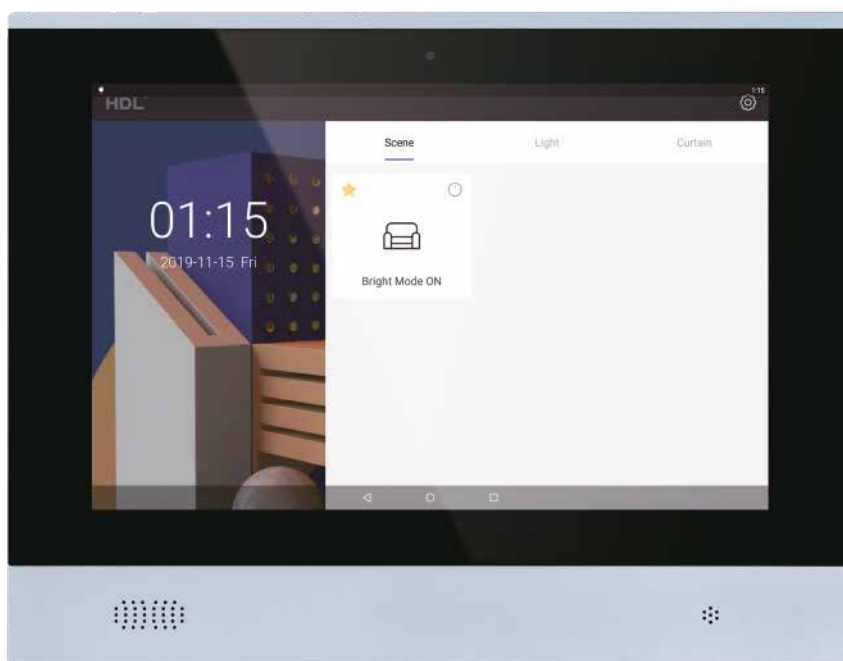 HDL
1:15
Scene
Light
Curtain
01:15
2019-11-15 Fri
Bright Mode ON